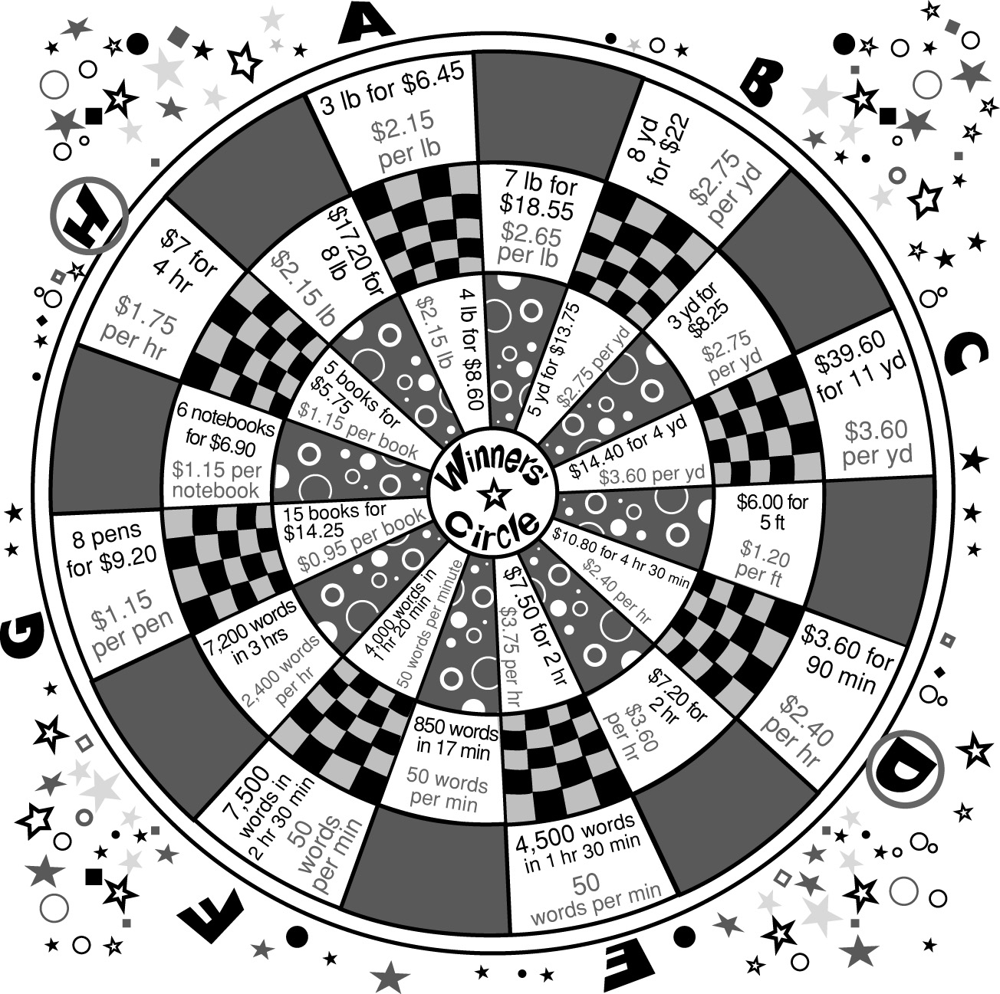 A
3 lb for $6.45
$2.15
per lb
B
8 yd
for $22
$2.75
per yd
7 lb for
$18.55
$2.65
per lb
$17.20 for
8 lb
$2.15 lb
H
$7 for
4 hr
$1.75
per hr
3 yd for
$8.25
$2.75
per yd
C
$39.60
for 11 yd
$3.60
per yd
4 lb for $8.60
$2.15 lb
5 yd for $13.75
$2.75 per yd
5 books for
$5.75
$1.15 per book
6 notebooks
for $6.90
$1.15 per
notebook
$14.40 for 4 yd
$3.60 per yd
Winners'
Circle
15 books for
$14.25
$0.95 per book
$6.00 for
5 ft
$1.20
per ft
8 pens
for $9.20
$1.15
per pen
G
$10.80 for 4 hr 30 min
$2.40 per hr
$7.50 for 2 hr
$3.75 per hr
4,000 words in
1 hr 20 min
50 words per minute
7,200 words
in 3 hrs
2,400 words
per hr
$3.60 for
90 min
$2.40
per hr
D
$7.20 for
2 hr
$3.60
per hr
850 words
in 17 min
50 words
per min
7,500
words in
2 hr 30 min
50
words
per min
4,500 words
in 1 hr 30 min
50
words per min
F
E